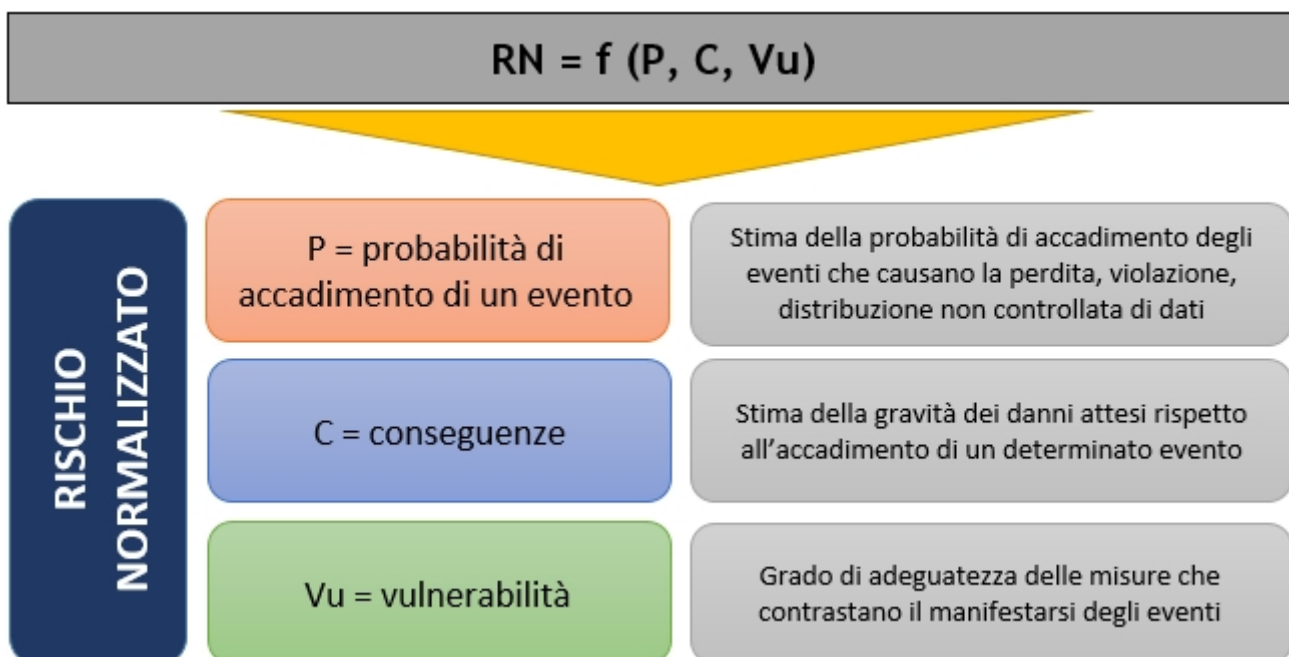 RN = f (P, C, Vu)
RISCHIO
NORMALIZZATO
P = probabilità di
accadimento di un evento
Stima della probabilità di accadimento degli
eventi che causano la perdita, violazione,
distribuzione non controllata di dati
C = conseguenze
Stima della gravità dei danni attesi rispetto
all’accadimento di un determinato evento
Vu = vulnerabilità
Grado di adeguatezza delle misure che
contrastano il manifestarsi degli eventi